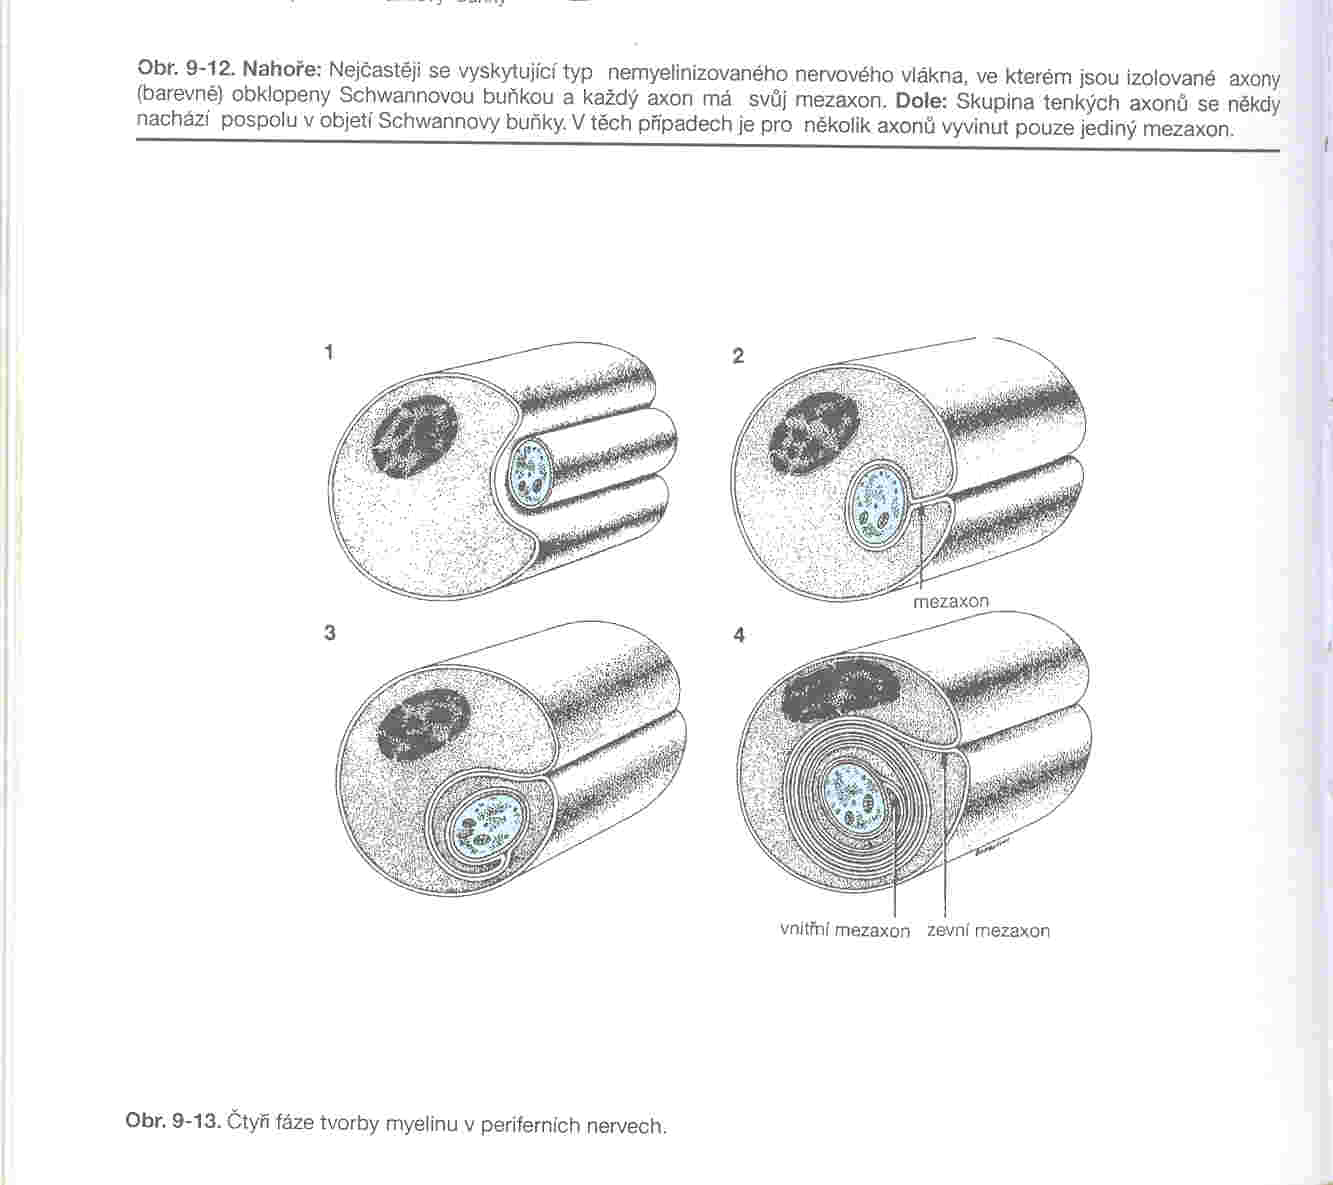 Obr. 9-12. Nahoře: Nejčastěji se vyskytující typ nemyelinizovaného nervového vlákna, ve kterém jsou izolované axony
(barevně) obklopeny Schwannovou buňkou a každý axon má svůj mezaxon. Dole: Skupina tenkých axonů se někdy
nachází pospolu v objetí Schwannovy buňky. V těch případech je pro několik axonů vyvinut pouze jediný mezaxon.
1
2
mezaxon
3
4
vnitřní mezaxon zevní mezaxon
Obr. 9-13. Čtyři fáze tvorby myelinu v periferních nervech.